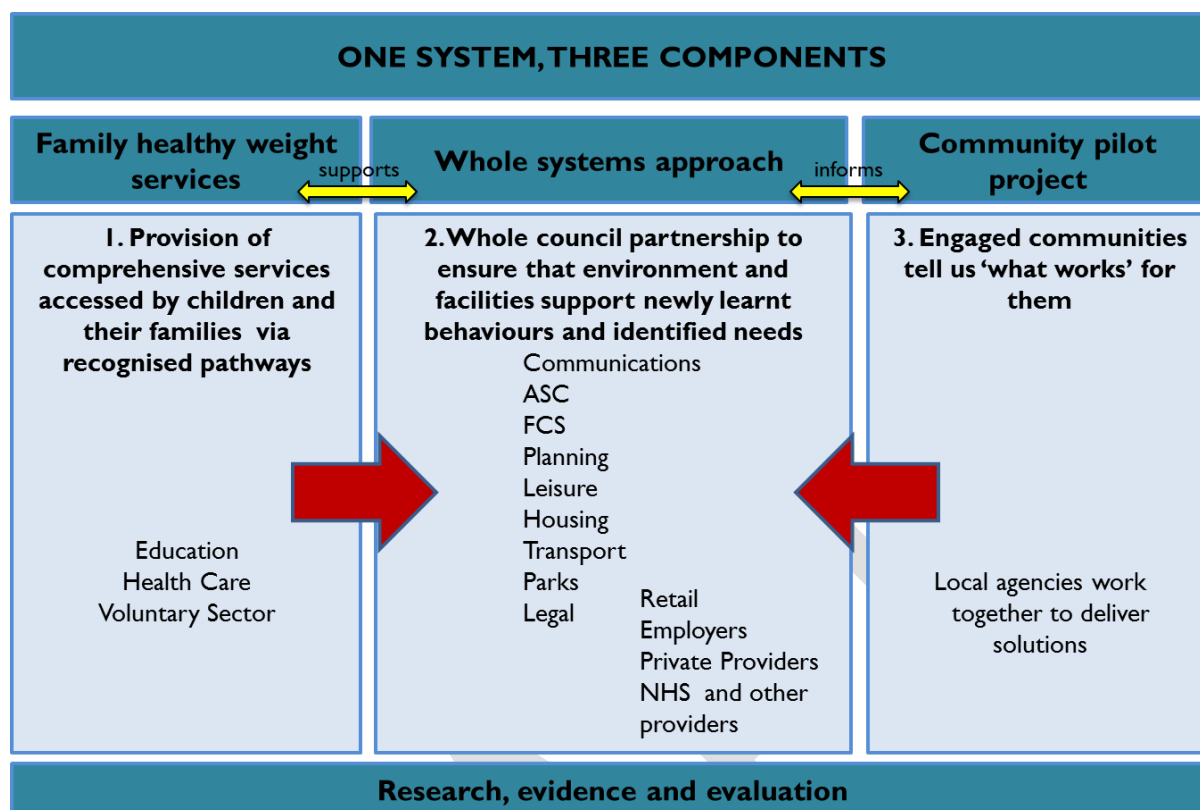 ONE SYSTEM, THREE COMPONENTS
Family healthy weight
services
supports
Whole systems approach
informs
Community pilot
project
1. Provision of
comprehensive services
accessed by children and
their families via
recognised pathways
Education
Health Care
Voluntary Sector
2. Whole council partnership to
ensure that environment and
facilities support newly learnt
behaviours and identified needs
Communications
ASC
FCS
Planning
Leisure
Housing
Transport
Parks
Legal
Retail
Employers
Private Providers
NHS and other
providers
3. Engaged communities
tell us ‘what works’ for
them
Local agencies work
together to deliver
solutions
Research, evidence and evaluation